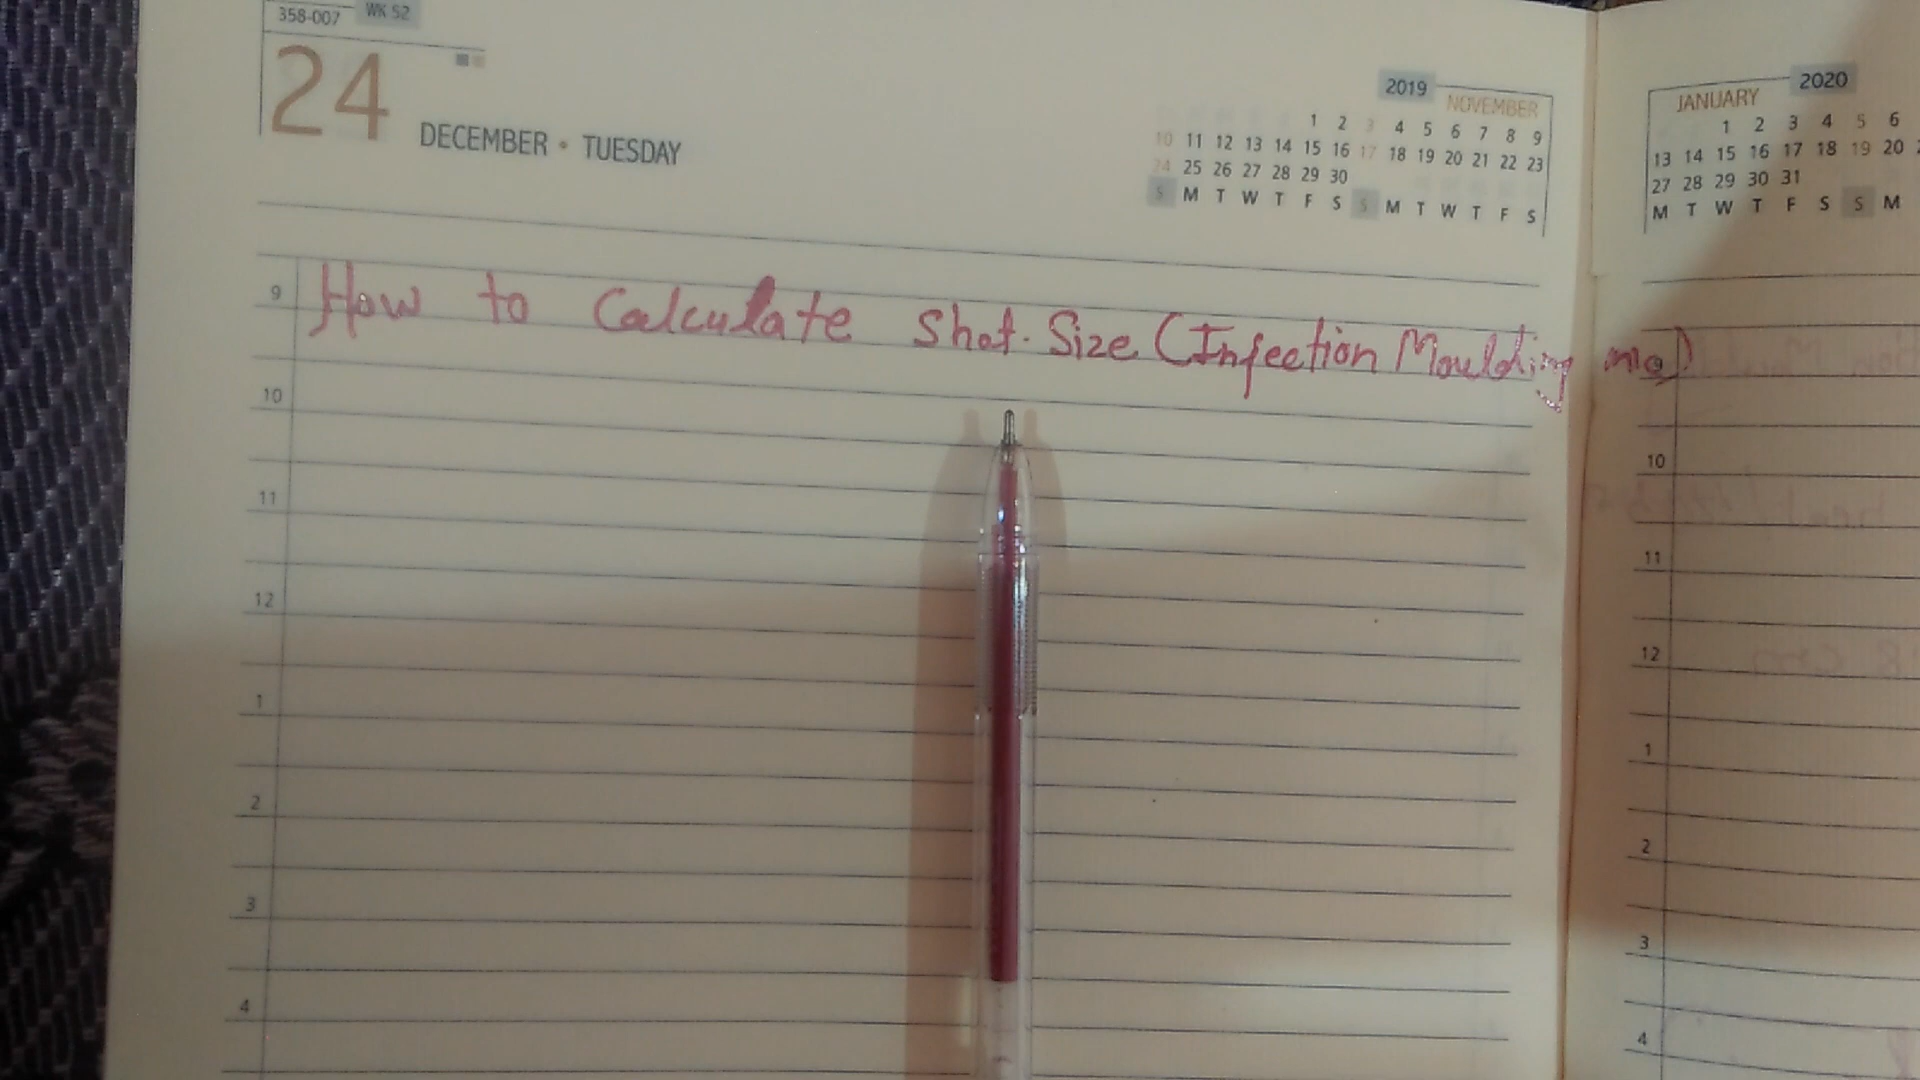 358-007 WK 52
24
DECEMBER • TUESDAY
2019
NOVEMBER
1 2 3 4 5 6 7 8 9
10 11 12 13 14 15 16 17 18 19 20 21 22 23
24 25 26 27 28 29 30
S M T W T F S S M T W T F S
9
How to Calculate Shot. Size (Injection Moulding m/c)
10
11
12
1
2
3
4
2020
JANUARY
1 2 3 4 5 6
13 14 15 16 17 18 19 20
27 28 29 30 31
M T W T F S S M
10
11
12
1
2
3
4